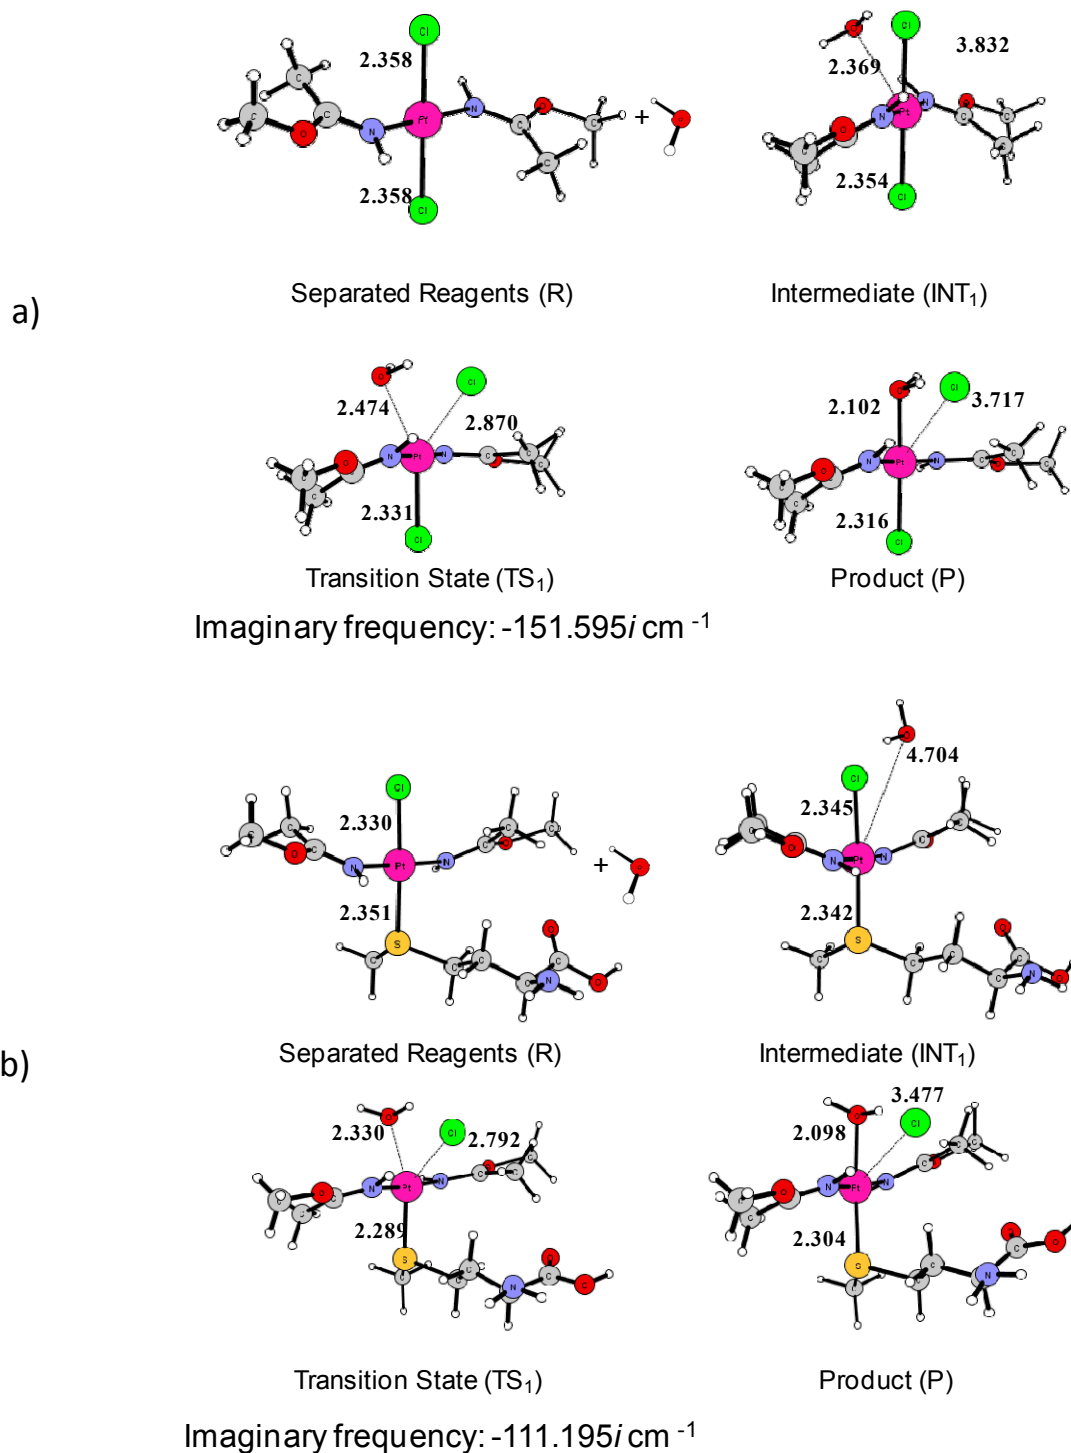 2.358
2.358
+
2.369
3.832
2.354
Separated Reagents (R)
Intermediate (INT1)
a)
2.474
2.870
2.331
2.102
3.717
2.316
Transition State (TS1)
Product (P)
Imaginary frequency: -151.595i cm -1
2.330
2.351
+
4.704
2.345
2.342
Separated Reagents (R)
Intermediate (INT1)
b)
2.330
2.792
2.289
3.477
2.098
2.304
Transition State (TS1)
Product (P)
Imaginary frequency: -111.195i cm -1